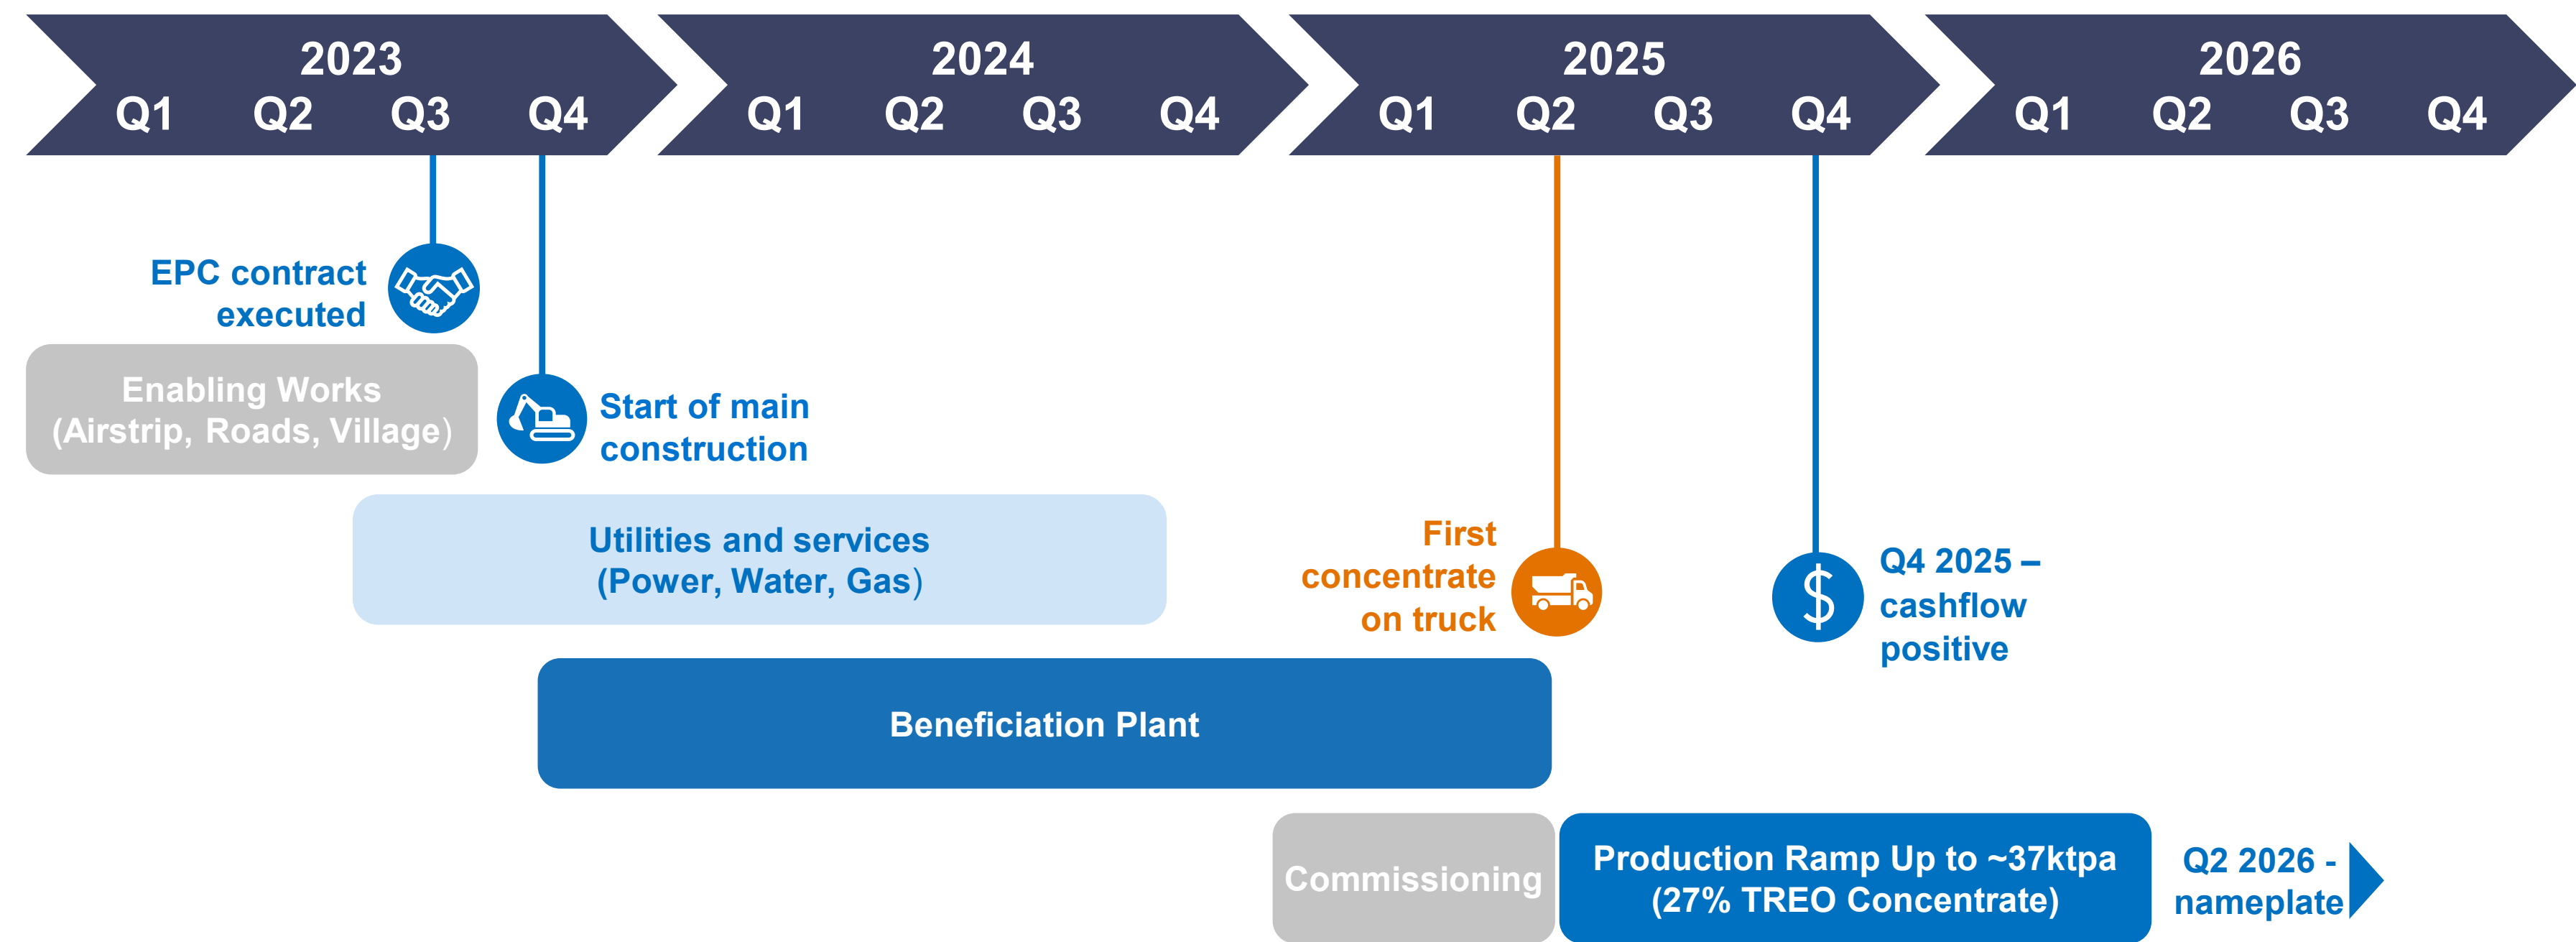 2023
Q1 Q2 Q3 Q4
2024
Q1 Q2 Q3 Q4
2025
Q1 Q2 Q3 Q4
2026
Q1 Q2 Q3 Q4
EPC contract
executed
Enabling Works
(Airstrip, Roads, Village)
Start of main
construction
Utilities and services
(Power, Water, Gas)
First
concentrate
on truck
Q4 2025 –
cashflow
positive
Beneficiation Plant
Commissioning
Production Ramp Up to ~37ktpa
(27% TREO Concentrate)
Q2 2026 -
nameplate